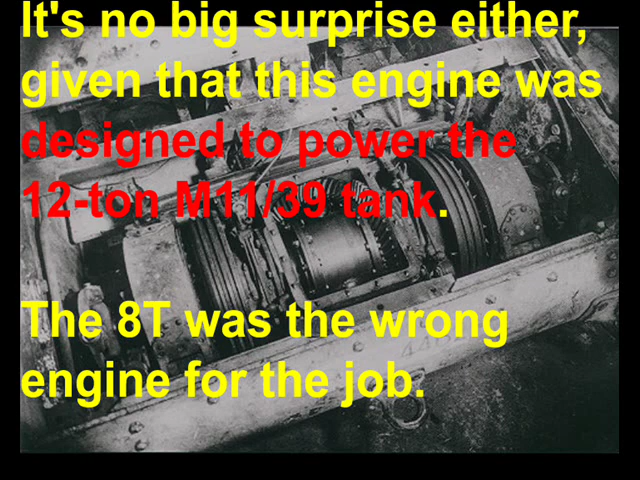 It's no big surprise either,
given that this engine was
designed to power the
12-ton M11/39 tank.
The 8T was the wrong
engine for the job.